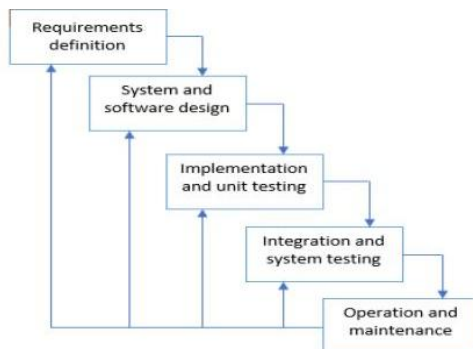 Requirements
definition
System and
software design
Implementation
and unit testing
Integration and
system testing
Operation and
maintenance